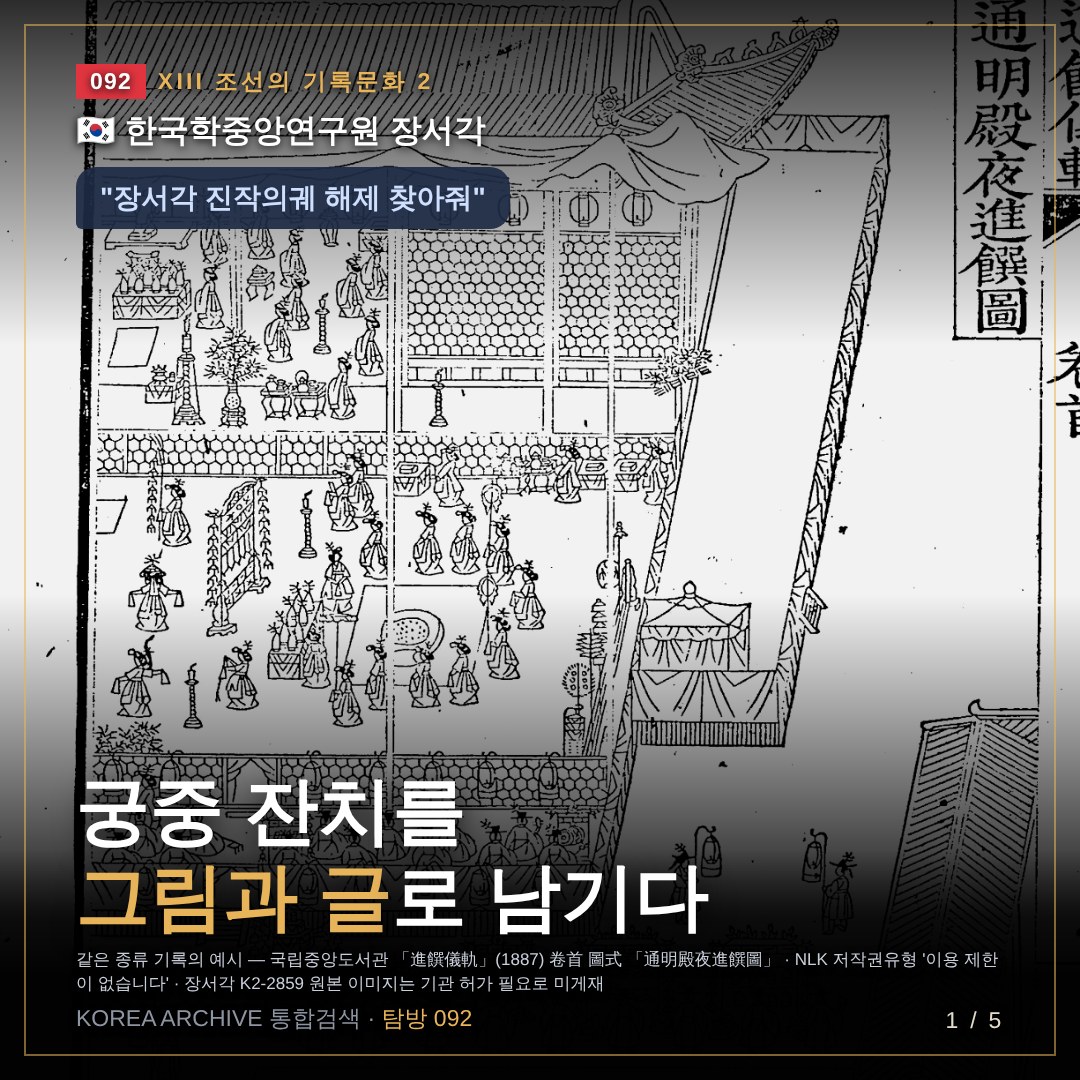 092 XIII 조선의 기록문화 2
🇰🇷 한국학중앙연구원 장서각
"장서각 진작의궤 해제 찾아줘"
通明殿夜進饌圖
卷首
궁중 잔치를
그림과 글로 남기다
같은 종류 기록의 예시 — 국립중앙도서관 「進饌儀軌」(1887) 卷首 圖式 「通明殿夜進饌圖」 · NLK 저작권유형 '이용 제한
이 없습니다' · 장서각 K2-2859 원본 이미지는 기관 허가 필요로 미게재
KOREA ARCHIVE 통합검색 · 탐방 092
1 / 5